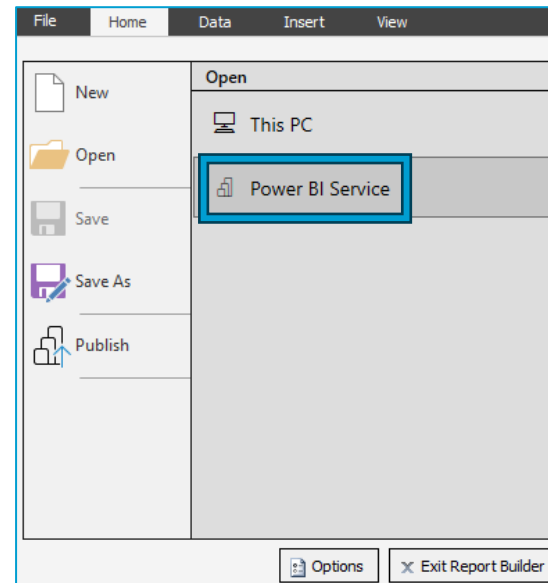 File Home Data Insert View
New
Open
Save
Save As
Publish
Open
This PC
Power BI Service
Options Exit Report Builder